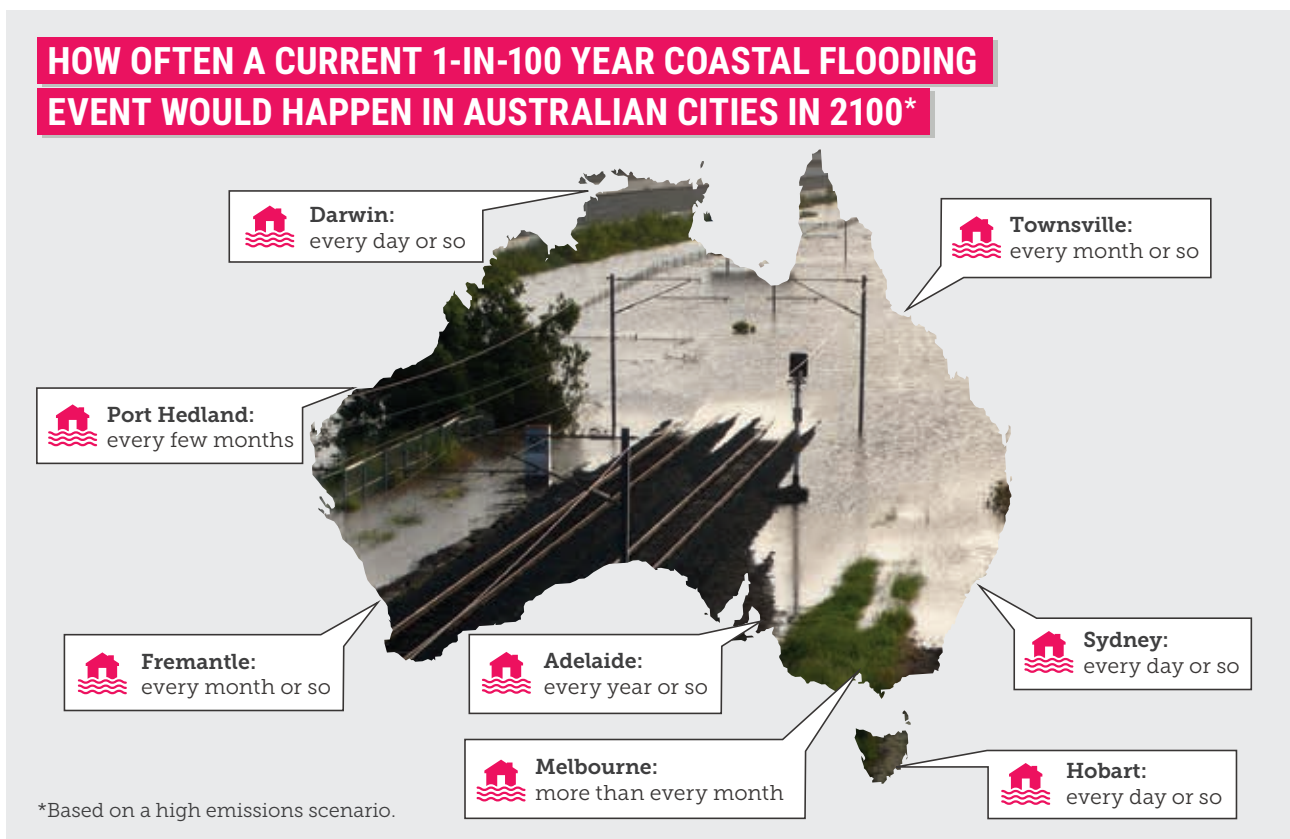 HOW OFTEN A CURRENT 1-IN-100 YEAR COASTAL FLOODING
EVENT WOULD HAPPEN IN AUSTRALIAN CITIES IN 2100*
Darwin:
every day or so
Townsville:
every month or so
Port Hedland:
every few months
Fremantle:
every month or so
Adelaide:
every year or so
Sydney:
every day or so
Melbourne:
more than every month
Hobart:
every day or so
*Based on a high emissions scenario.